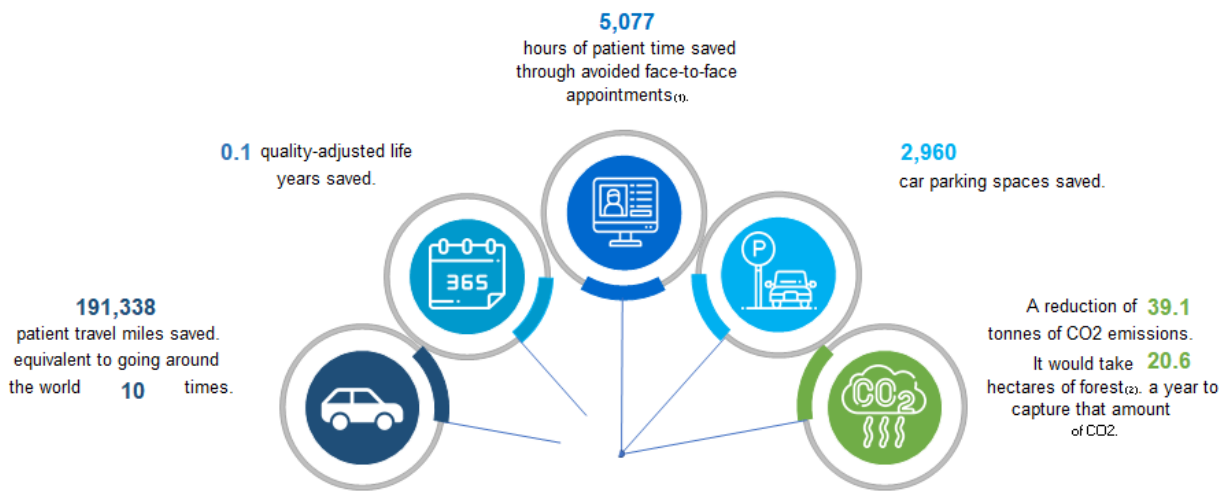 5,077
hours of patient time saved
through avoided face-to-face
appointments(1).
0.1 quality-adjusted life
years saved.
2,960
car parking spaces saved.
365
P
191,338
patient travel miles saved.
equivalent to going around
the world 10 times.
A reduction of 39.1
tonnes of CO2 emissions.
It would take 20.6
hectares of forest(2). a year to
capture that amount
of CO2.
CO2